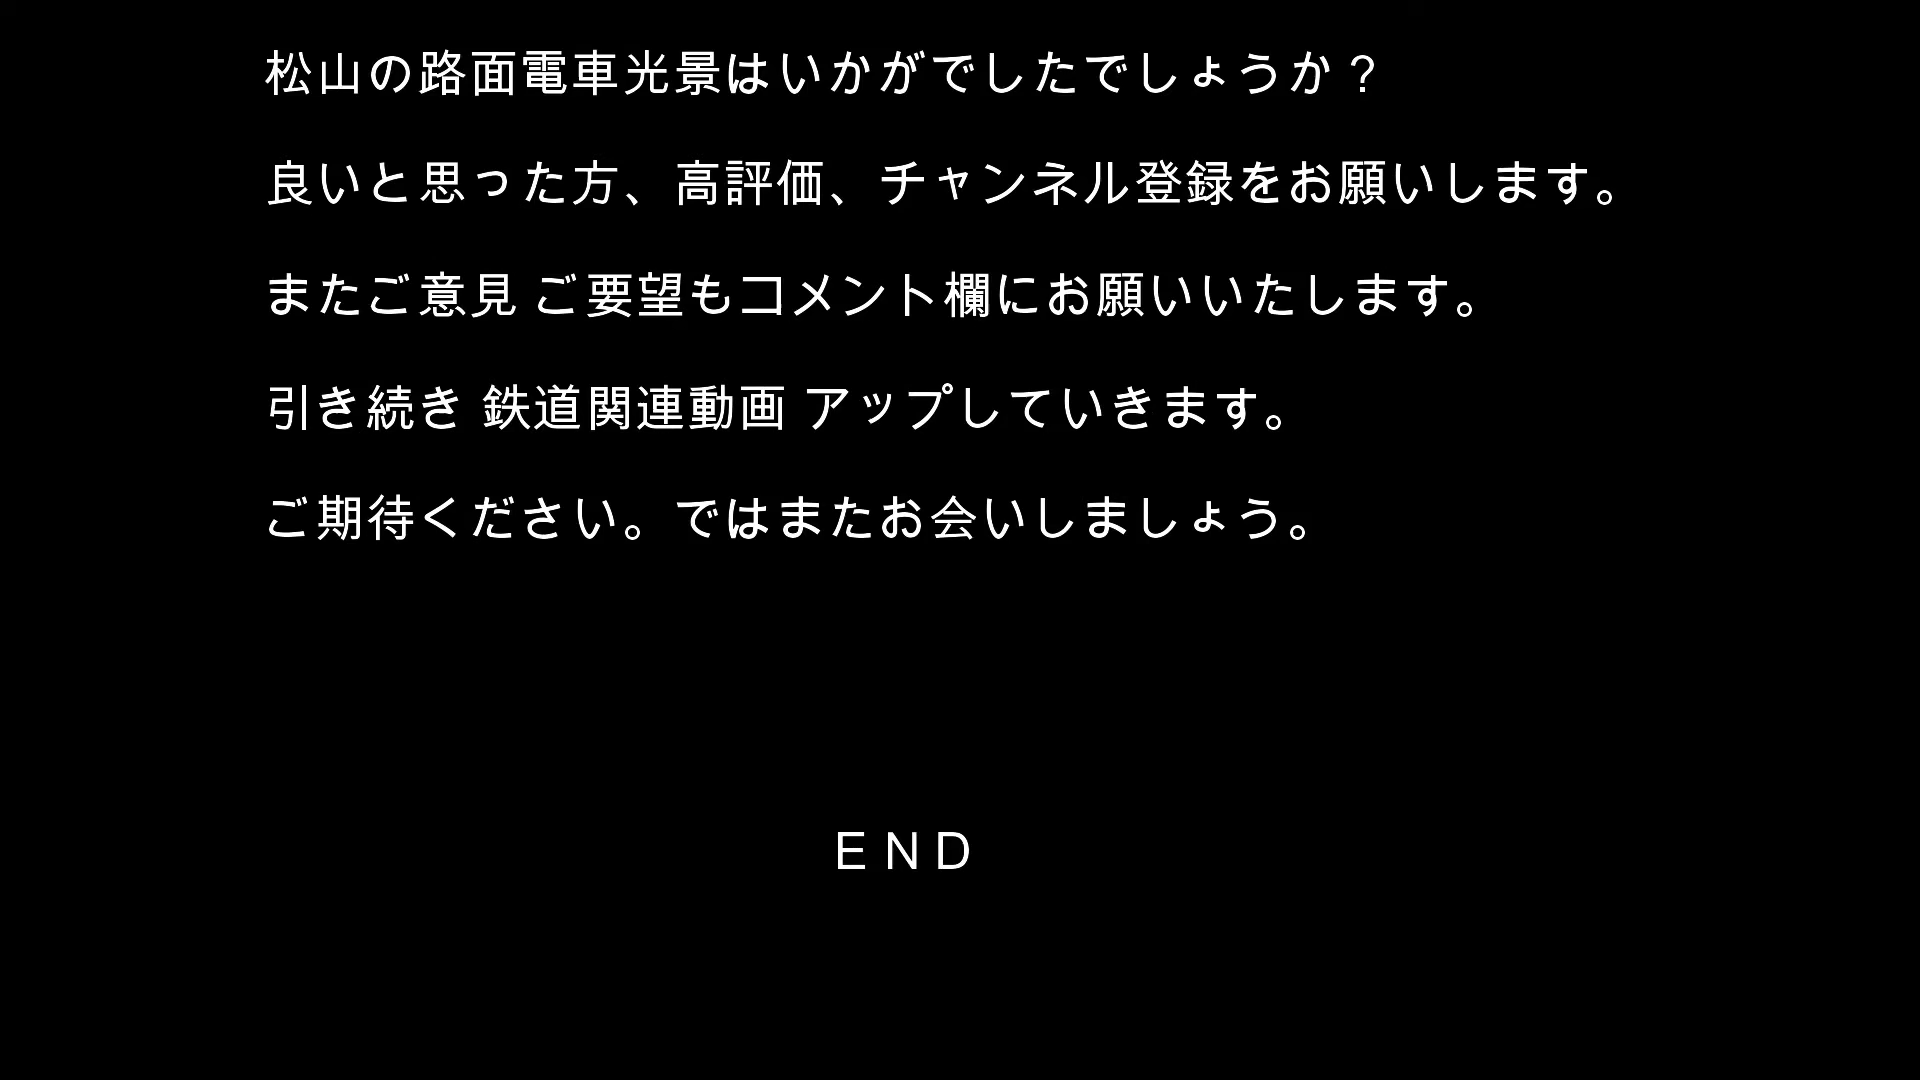 松山の路面電車光景はいかがでしたでしょうか？
良いと思った方、高評価、チャンネル登録をお願いします。
またご意見 ご要望もコメント欄にお願いいたします。
引き続き 鉄道関連動画 アップしていきます。
ご期待ください。ではまたお会いしましょう。
ＥＮＤ